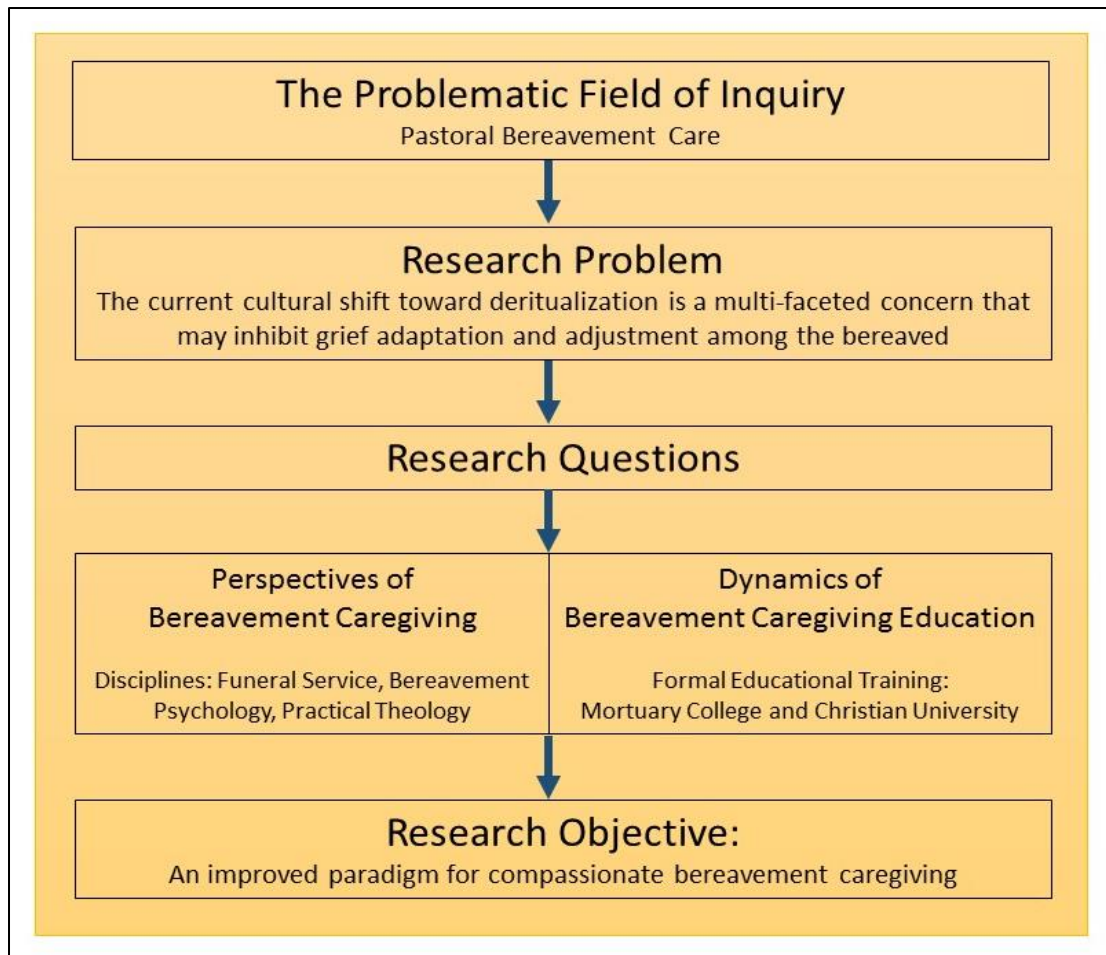 The Problematic Field of Inquiry
Pastoral Bereavement Care
Research Problem
The current cultural shift toward deritualization is a multi-faceted concern that
may inhibit grief adaptation and adjustment among the bereaved
Research Questions
Perspectives of
Bereavement Caregiving
Disciplines: Funeral Service, Bereavement
Psychology, Practical Theology
Dynamics of
Bereavement Caregiving Education
Formal Educational Training:
Mortuary College and Christian University
Research Objective:
An improved paradigm for compassionate bereavement caregiving